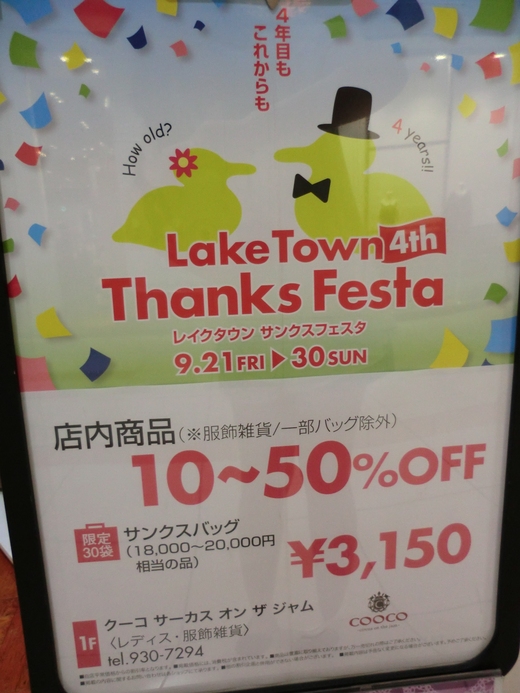 4年目も
これからも
How old?
4 years!!
LakeTown 4th
Thanks Festa
レイクタウン サンクスフェスタ
9.21FRI▶30SUN
店内商品(※服飾雑貨/一部バッグ除外)
10~50%OFF
限定
30袋
サンクスバッグ
(18,000~20,000円
相当の品)
¥3,150
COOCO
1F
クーコ サーカス オン ザ ジャム
〈レディス・服飾雑貨〉
tel.930-7294